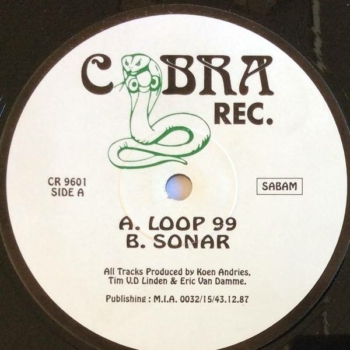 COBRA
REC.
CR 9601
SIDE A
SABAM
A. LOOP 99
B. SONAR
All Tracks Produced by Koen Andries,
Tim V.D Linden & Eric Van Damme.
Publishing : M.I.A. 0032/15/43.12.87